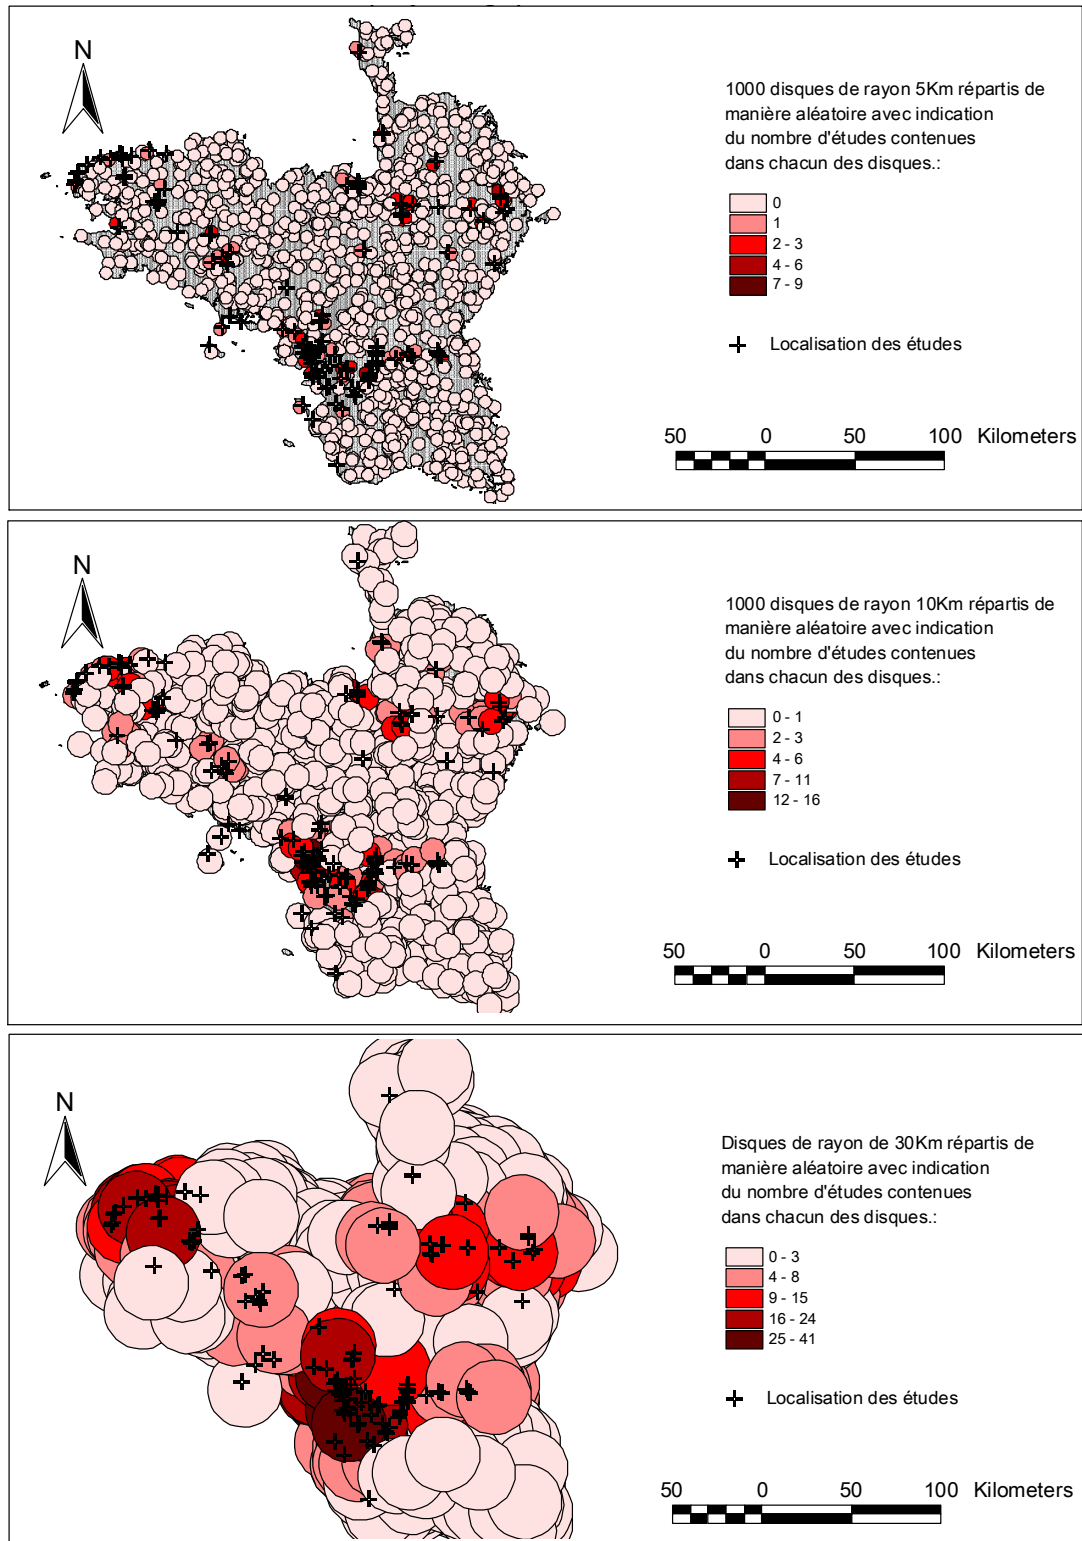 N
1000 disques de rayon 5Km répartis de
manière aléatoire avec indication
du nombre d'études contenues
dans chacun des disques.:
0
1
2 - 3
4 - 6
7 - 9
Localisation des études
50 0 50 100 Kilometers
N
1000 disques de rayon 10Km répartis de
manière aléatoire avec indication
du nombre d'études contenues
dans chacun des disques.:
0 - 1
2 - 3
4 - 6
7 - 11
12 - 16
Localisation des études
50 0 50 100 Kilometers
N
Disques de rayon de 30Km répartis de
manière aléatoire avec indication
du nombre d'études contenues
dans chacun des disques.:
0 - 3
4 - 8
9 - 15
16 - 24
25 - 41
Localisation des études
50 0 50 100 Kilometers